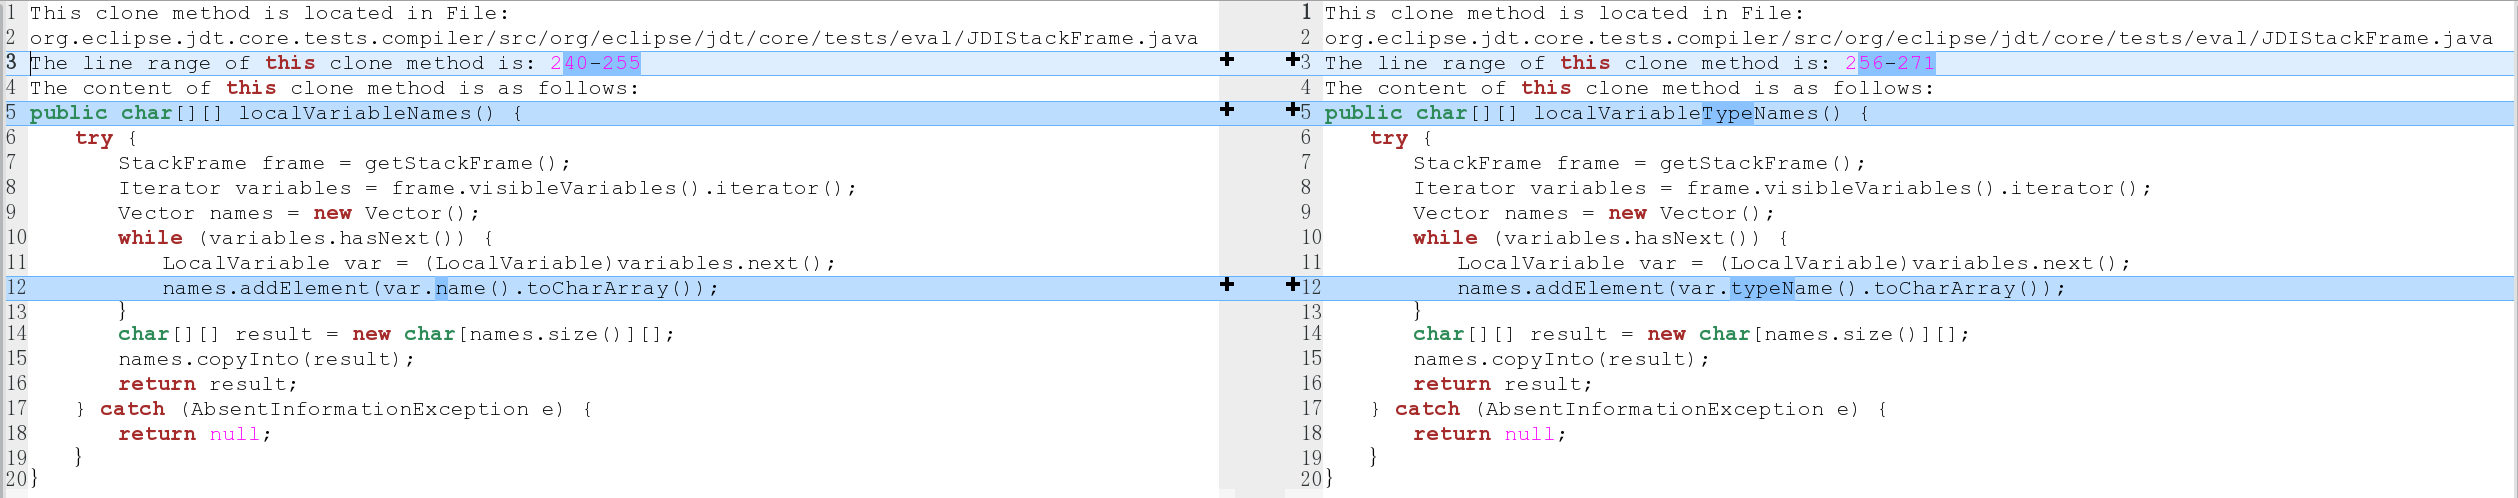 1 This clone method is located in File:
2 org.eclipse.jdt.core.tests.compiler/src/org/eclipse/jdt/core/tests/eval/JDIStackFrame.java
3 The line range of this clone method is: 240-255
4 The content of this clone method is as follows:
5 public char[][] localVariableNames() {
6     try {
7         StackFrame frame = getStackFrame();
8         Iterator variables = frame.visibleVariables().iterator();
9         Vector names = new Vector();
10         while (variables.hasNext()) {
11             LocalVariable var = (LocalVariable)variables.next();
12             names.addElement(var.name().toCharArray());
13         }
14         char[][] result = new char[names.size()][];
15         names.copyInto(result);
16         return result;
17     } catch (AbsentInformationException e) {
18         return null;
19     }
20 }
1 This clone method is located in File:
2 org.eclipse.jdt.core.tests.compiler/src/org/eclipse/jdt/core/tests/eval/JDIStackFrame.java
3 The line range of this clone method is: 256-271
4 The content of this clone method is as follows:
5 public char[][] localVariableTypeNames() {
6     try {
7         StackFrame frame = getStackFrame();
8         Iterator variables = frame.visibleVariables().iterator();
9         Vector names = new Vector();
10         while (variables.hasNext()) {
11             LocalVariable var = (LocalVariable)variables.next();
12             names.addElement(var.typeName().toCharArray());
13         }
14         char[][] result = new char[names.size()][];
15         names.copyInto(result);
16         return result;
17     } catch (AbsentInformationException e) {
18         return null;
19     }
20 }